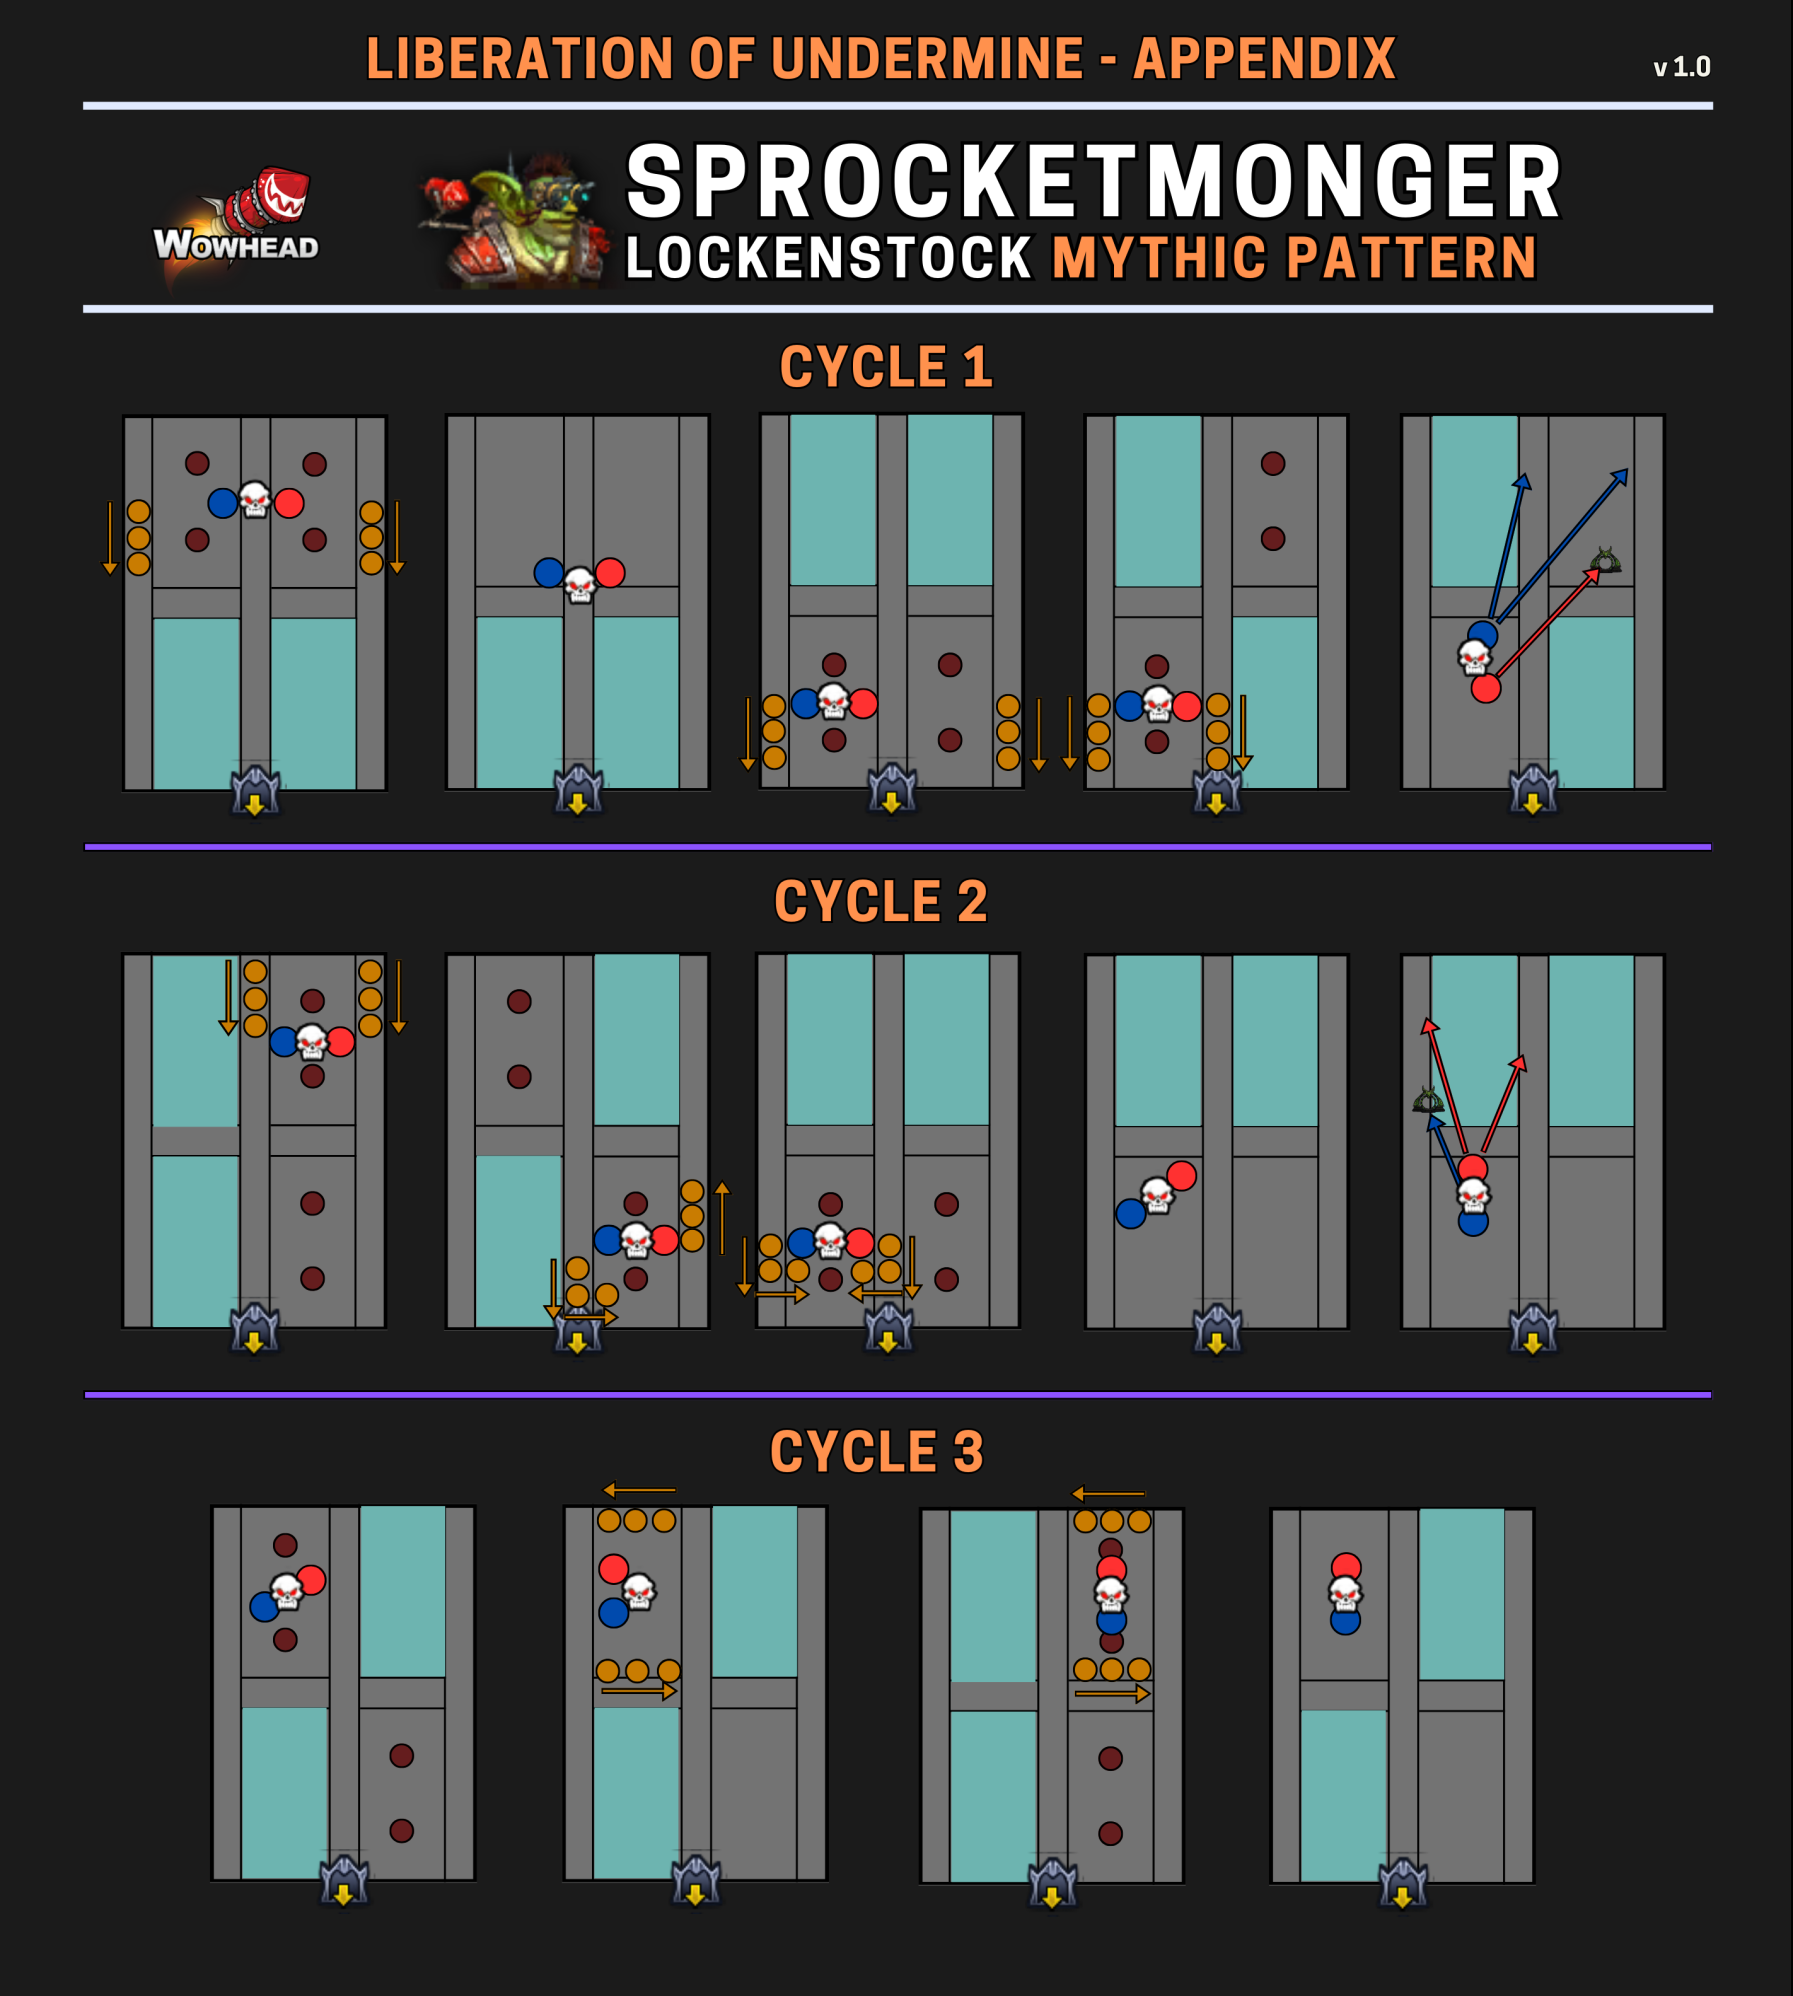 LIBERATION OF UNDERMINE - APPENDIX
v 1.0
WOWHEAD
SPROCKETMONGER
LOCKENSTOCK MYTHIC PATTERN
CYCLE 1
CYCLE 2
CYCLE 3